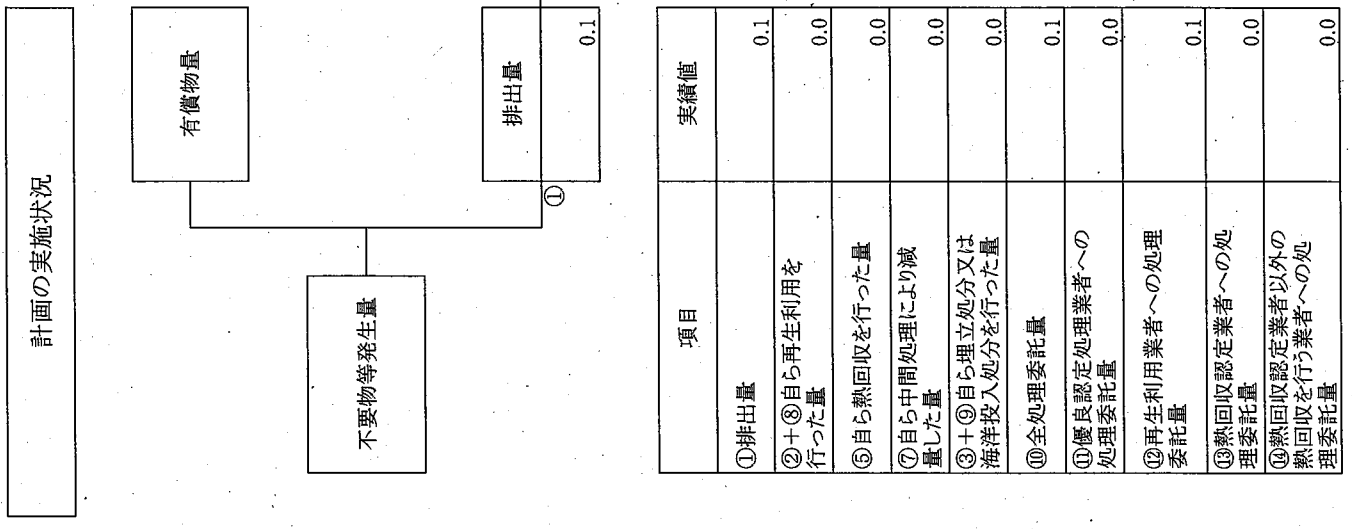 計画の実施状況
有償物量
不要物等発生量
排出量
①
0.1
項目
実績値
①排出量
0.1
②+⑧自ら再生利用を
行った量
0.0
⑤自ら熱回収を行った量
0.0
⑦自ら中間処理により減
量した量
0.0
③+⑨自ら埋立処分又は
海洋投入処分を行った量
0.0
⑩全処理委託量
0.1
⑪優良認定処理業者への
処理委託量
0.0
⑫再生利用業者への処理
委託量
0.1
⑬熱回収認定業者への処
理委託量
0.0
⑭熱回収認定業者以外の
熱回収を行う業者への処
理委託量
0.0